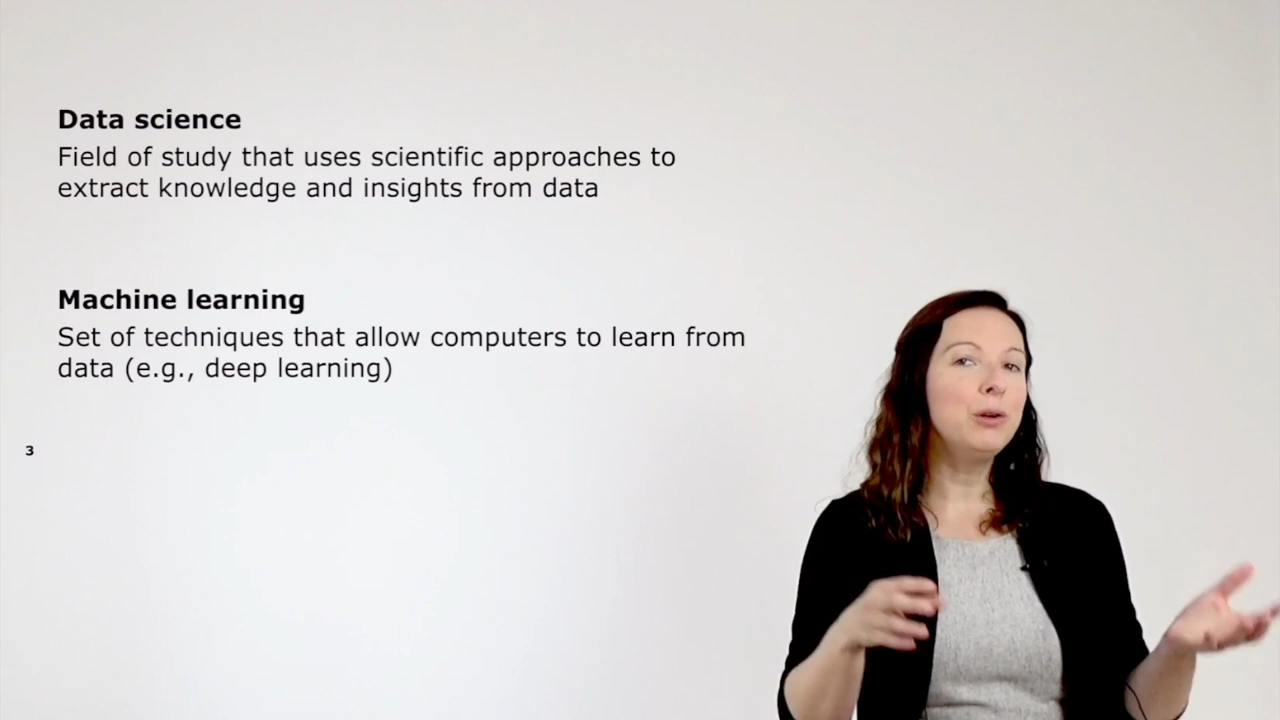 Data science
Field of study that uses scientific approaches to
extract knowledge and insights from data
Machine learning
Set of techniques that allow computers to learn from
data (e.g., deep learning)
3